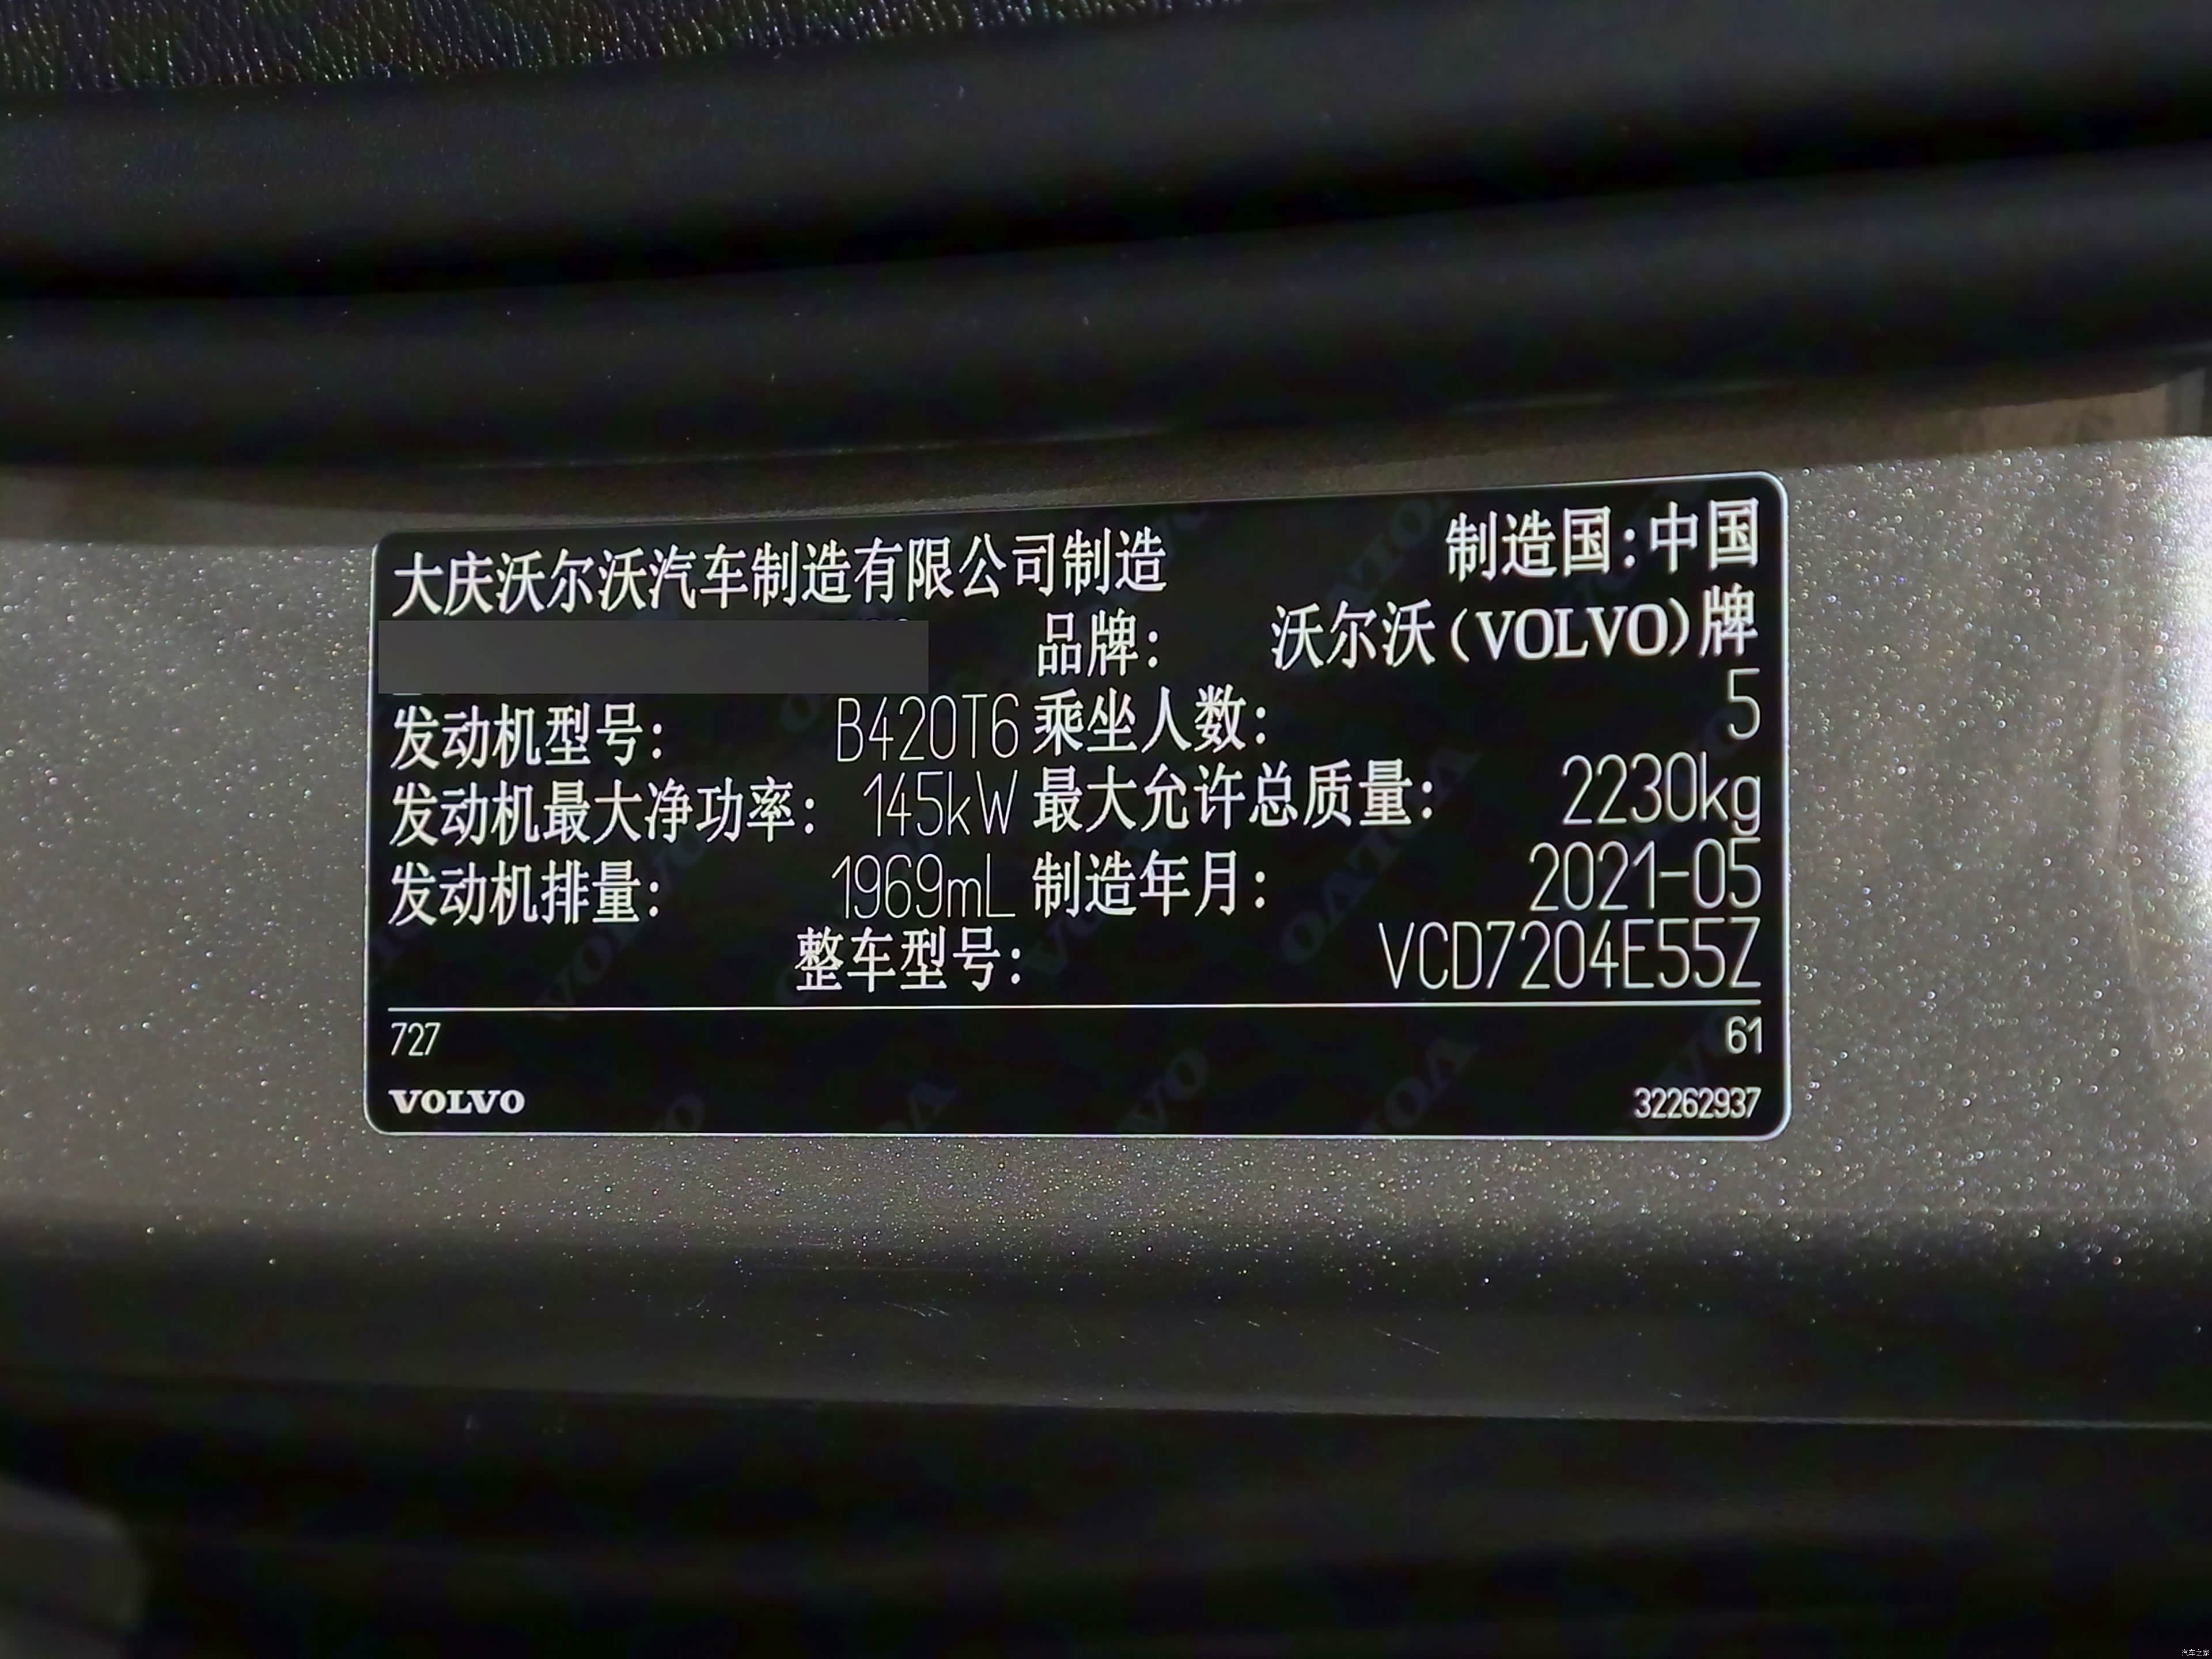 大庆沃尔沃汽车制造有限公司制造 制造国:中国
品牌: 沃尔沃(VOLVO)牌
发动机型号: B420T6 乘坐人数: 5
发动机最大净功率: 145kW 最大允许总质量: 2230kg
发动机排量: 1969mL 制造年月: 2021-05
整车型号: VCD7204E55Z
727 61
VOLVO 32262937
汽车之家